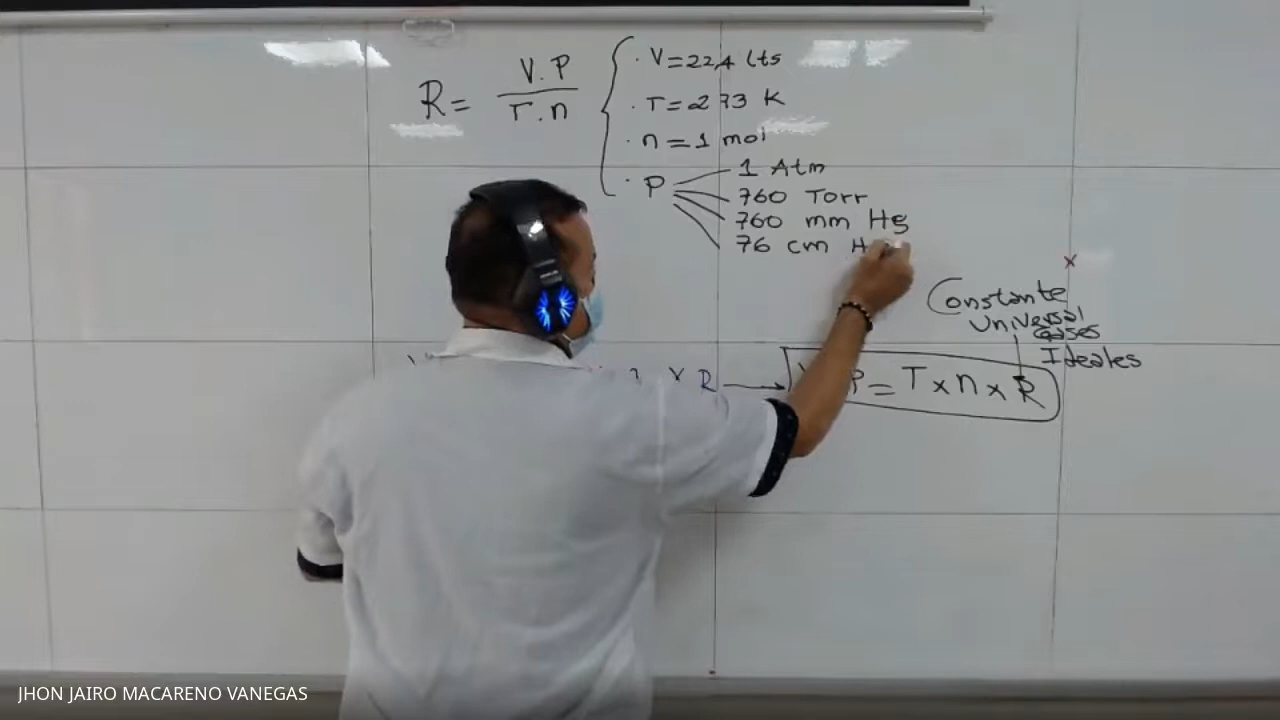 R = V.P / T.n
· V = 22,4 lts
· T = 273 K
· n = 1 mol
· P
1 Atm
760 Torr
760 mm Hg
76 cm H
Constante
Universal
Gases
Ideales
x R → P = T x n x R
JHON JAIRO MACARENO VANEGAS